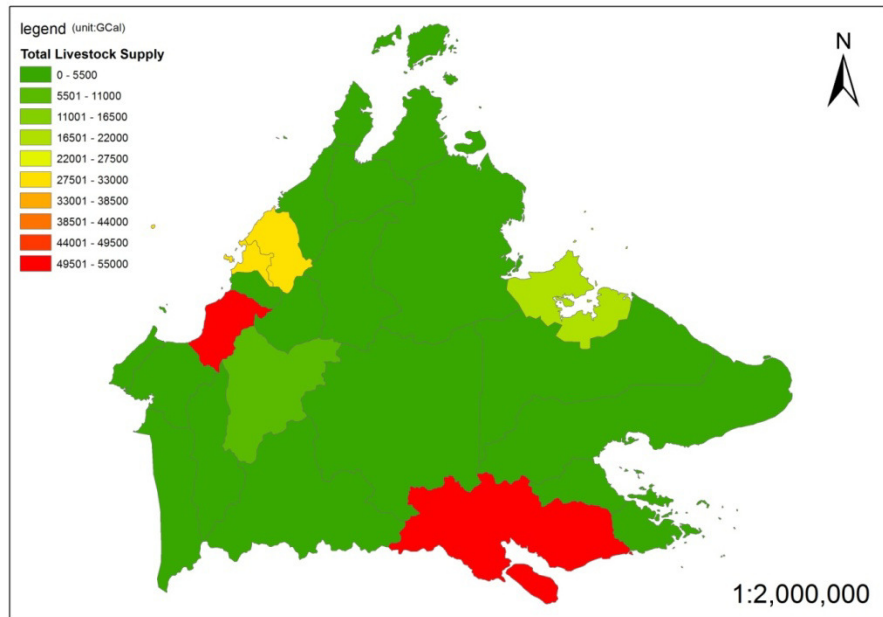 legend (unit:GCal)
Total Livestock Supply
0 - 5500
5501 - 11000
11001 - 16500
16501 - 22000
22001 - 27500
27501 - 33000
33001 - 38500
38501 - 44000
44001 - 49500
49501 - 55000
N
1:2,000,000